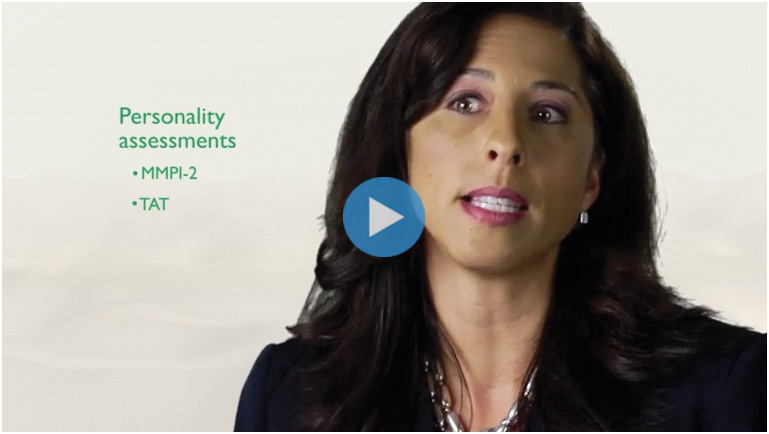 Personality
assessments
• MMPI-2
• TAT